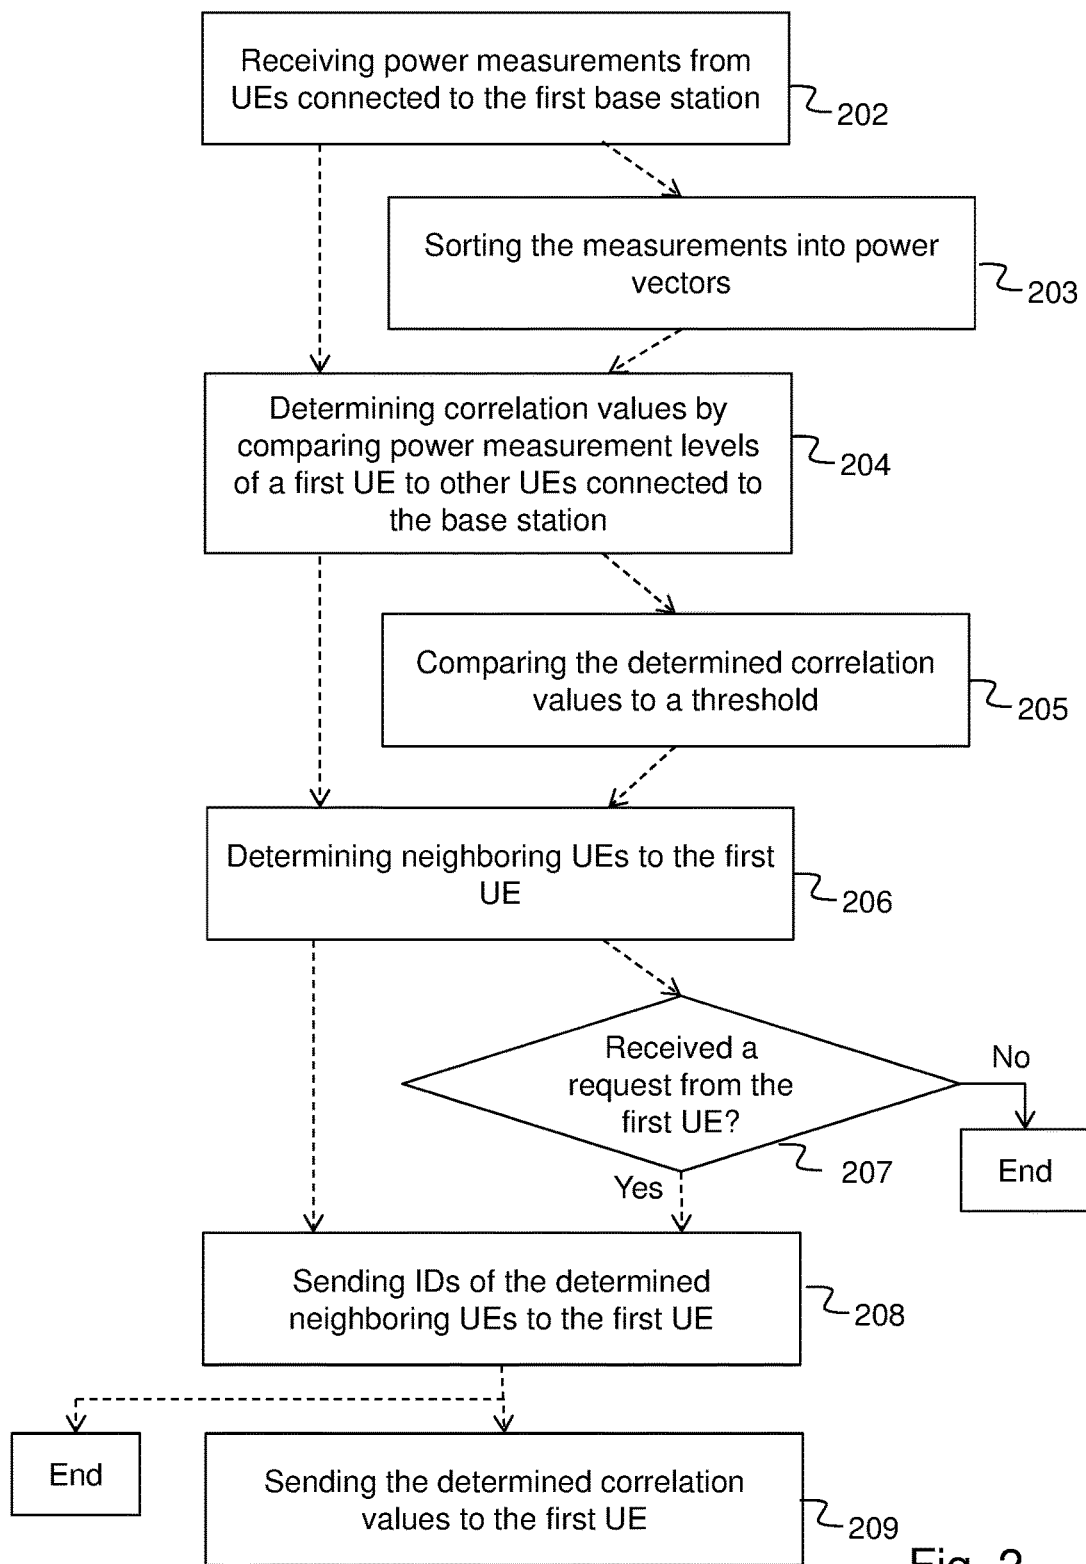 Receiving power measurements from
UEs connected to the first base station
202
Sorting the measurements into power
vectors
203
Determining correlation values by
comparing power measurement levels
of a first UE to other UEs connected to
the base station
204
Comparing the determined correlation
values to a threshold
205
Determining neighboring UEs to the first
UE
206
Received a
request from the
first UE?
No
207
End
Yes
Sending IDs of the determined
neighboring UEs to the first UE
208
End
Sending the determined correlation
values to the first UE
209
Fig. 2